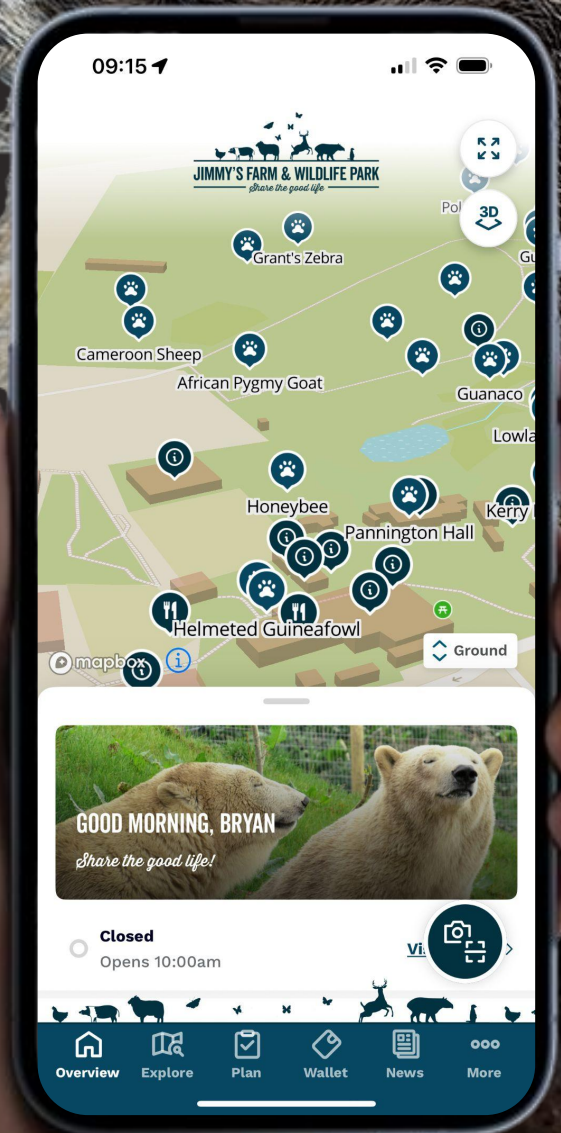 09:15
JIMMY'S FARM & WILDLIFE PARK
Share the good life
3D
Grant's Zebra
Cameroon Sheep
African Pygmy Goat
Guanaco
Honeybee
Pannington Hall
Kerry
Helmeted Guineafowl
Ground
mapbox
GOOD MORNING, BRYAN
Share the good life!
Closed
Opens 10:00am
Overview
Explore
Plan
Wallet
News
More